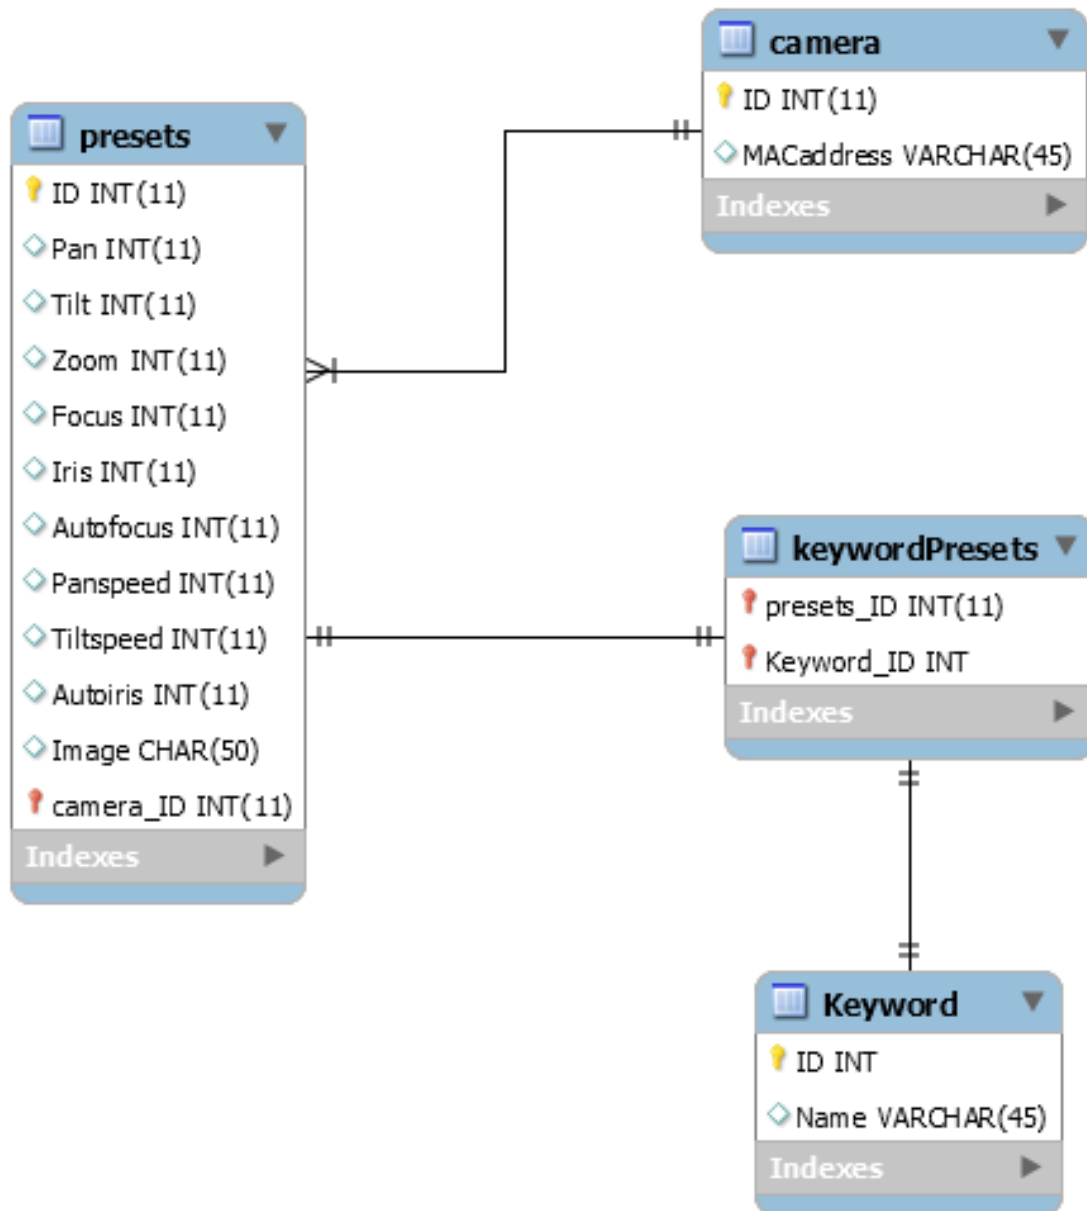 presets
ID INT(11)
Pan INT(11)
Tilt INT(11)
Zoom INT(11)
Focus INT(11)
Iris INT(11)
Autofocus INT(11)
Panspeed INT(11)
Tiltspeed INT(11)
Autoiris INT(11)
Image CHAR(50)
camera_ID INT(11)
Indexes
camera
ID INT(11)
MACaddress VARCHAR(45)
Indexes
keywordPresets
presets_ID INT(11)
Keyword_ID INT
Indexes
Keyword
ID INT
Name VARCHAR(45)
Indexes